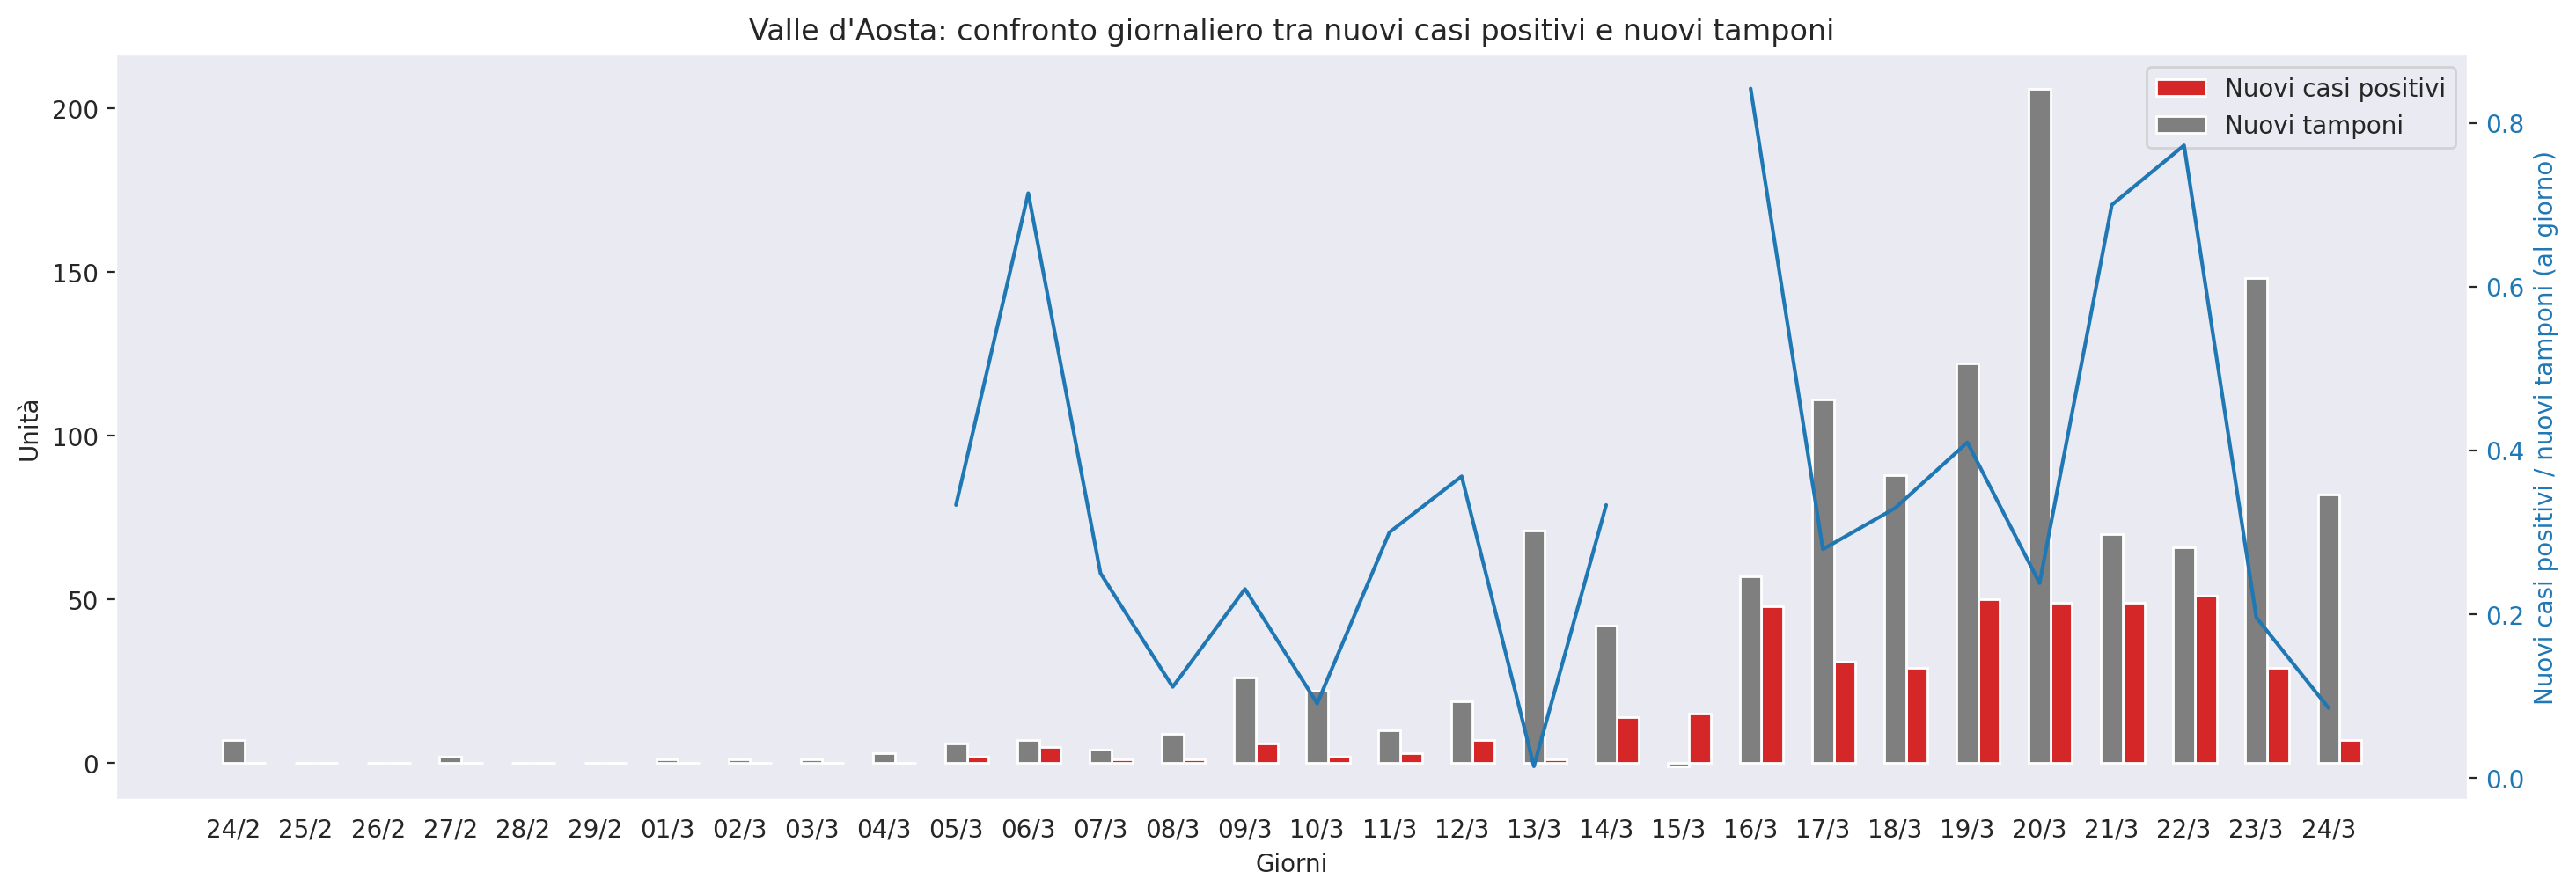 Valle d'Aosta: confronto giornaliero tra nuovi casi positivi e nuovi tamponi
Nuovi casi positivi
Nuovi tamponi
200
150
100
50
0
Unità
0.8
0.6
0.4
0.2
0.0
Nuovi casi positivi / nuovi tamponi (al giorno)
24/2 25/2 26/2 27/2 28/2 29/2 01/3 02/3 03/3 04/3 05/3 06/3 07/3 08/3 09/3 10/3 11/3 12/3 13/3 14/3 15/3 16/3 17/3 18/3 19/3 20/3 21/3 22/3 23/3 24/3
Giorni